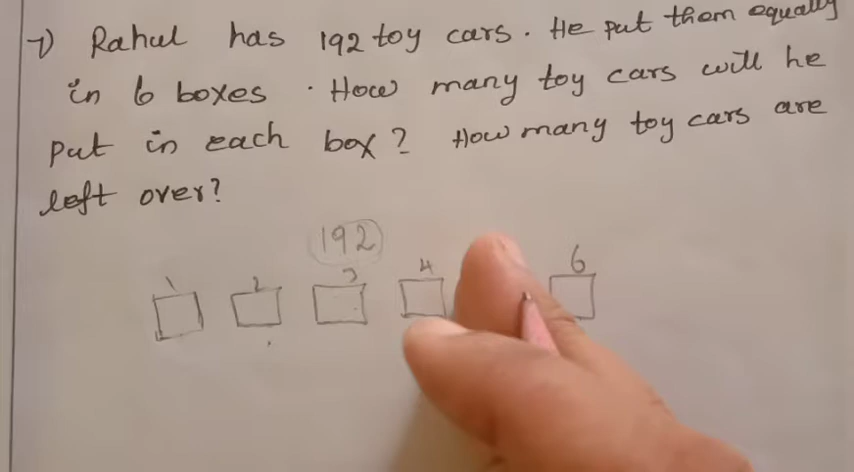 7) Rahul has 192 toy cars. He put them equally
in 6 boxes. How many toy cars will he
put in each box? How many toy cars are
left over?
192
1 2 3 4 6